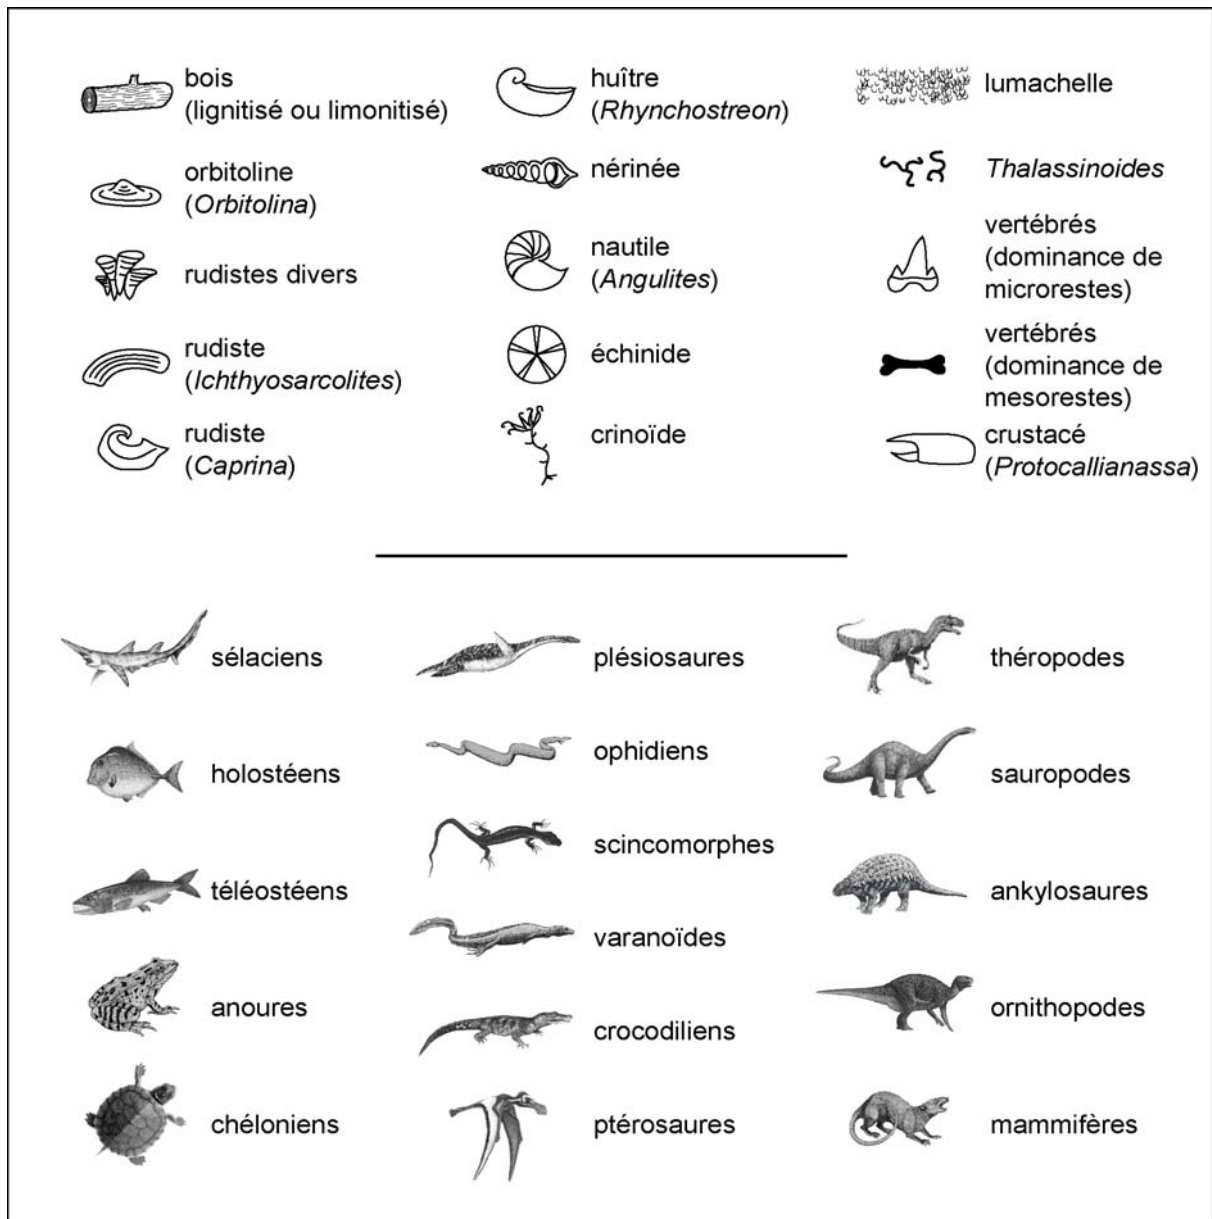 bois
(lignitisé ou limonitisé)
orbitoline
(Orbitolina)
rudistes divers
rudiste
(Ichthyosarcolites)
rudiste
(Caprina)
huître
(Rhynchostreon)
nérinée
nautile
(Angulites)
échinide
crinoïde
lumachelle
Thalassinoides
vertébrés
(dominance de
microrestes)
vertébrés
(dominance de
mesorestes)
crustacé
(Protocallianassa)
sélaciens
holostéens
téléostéens
anoures
chéloniens
plésiosaures
ophidiens
scincomorphes
varanoïdes
crocodiliens
ptérosaures
théropodes
sauropodes
ankylosaures
ornithopodes
mammifères